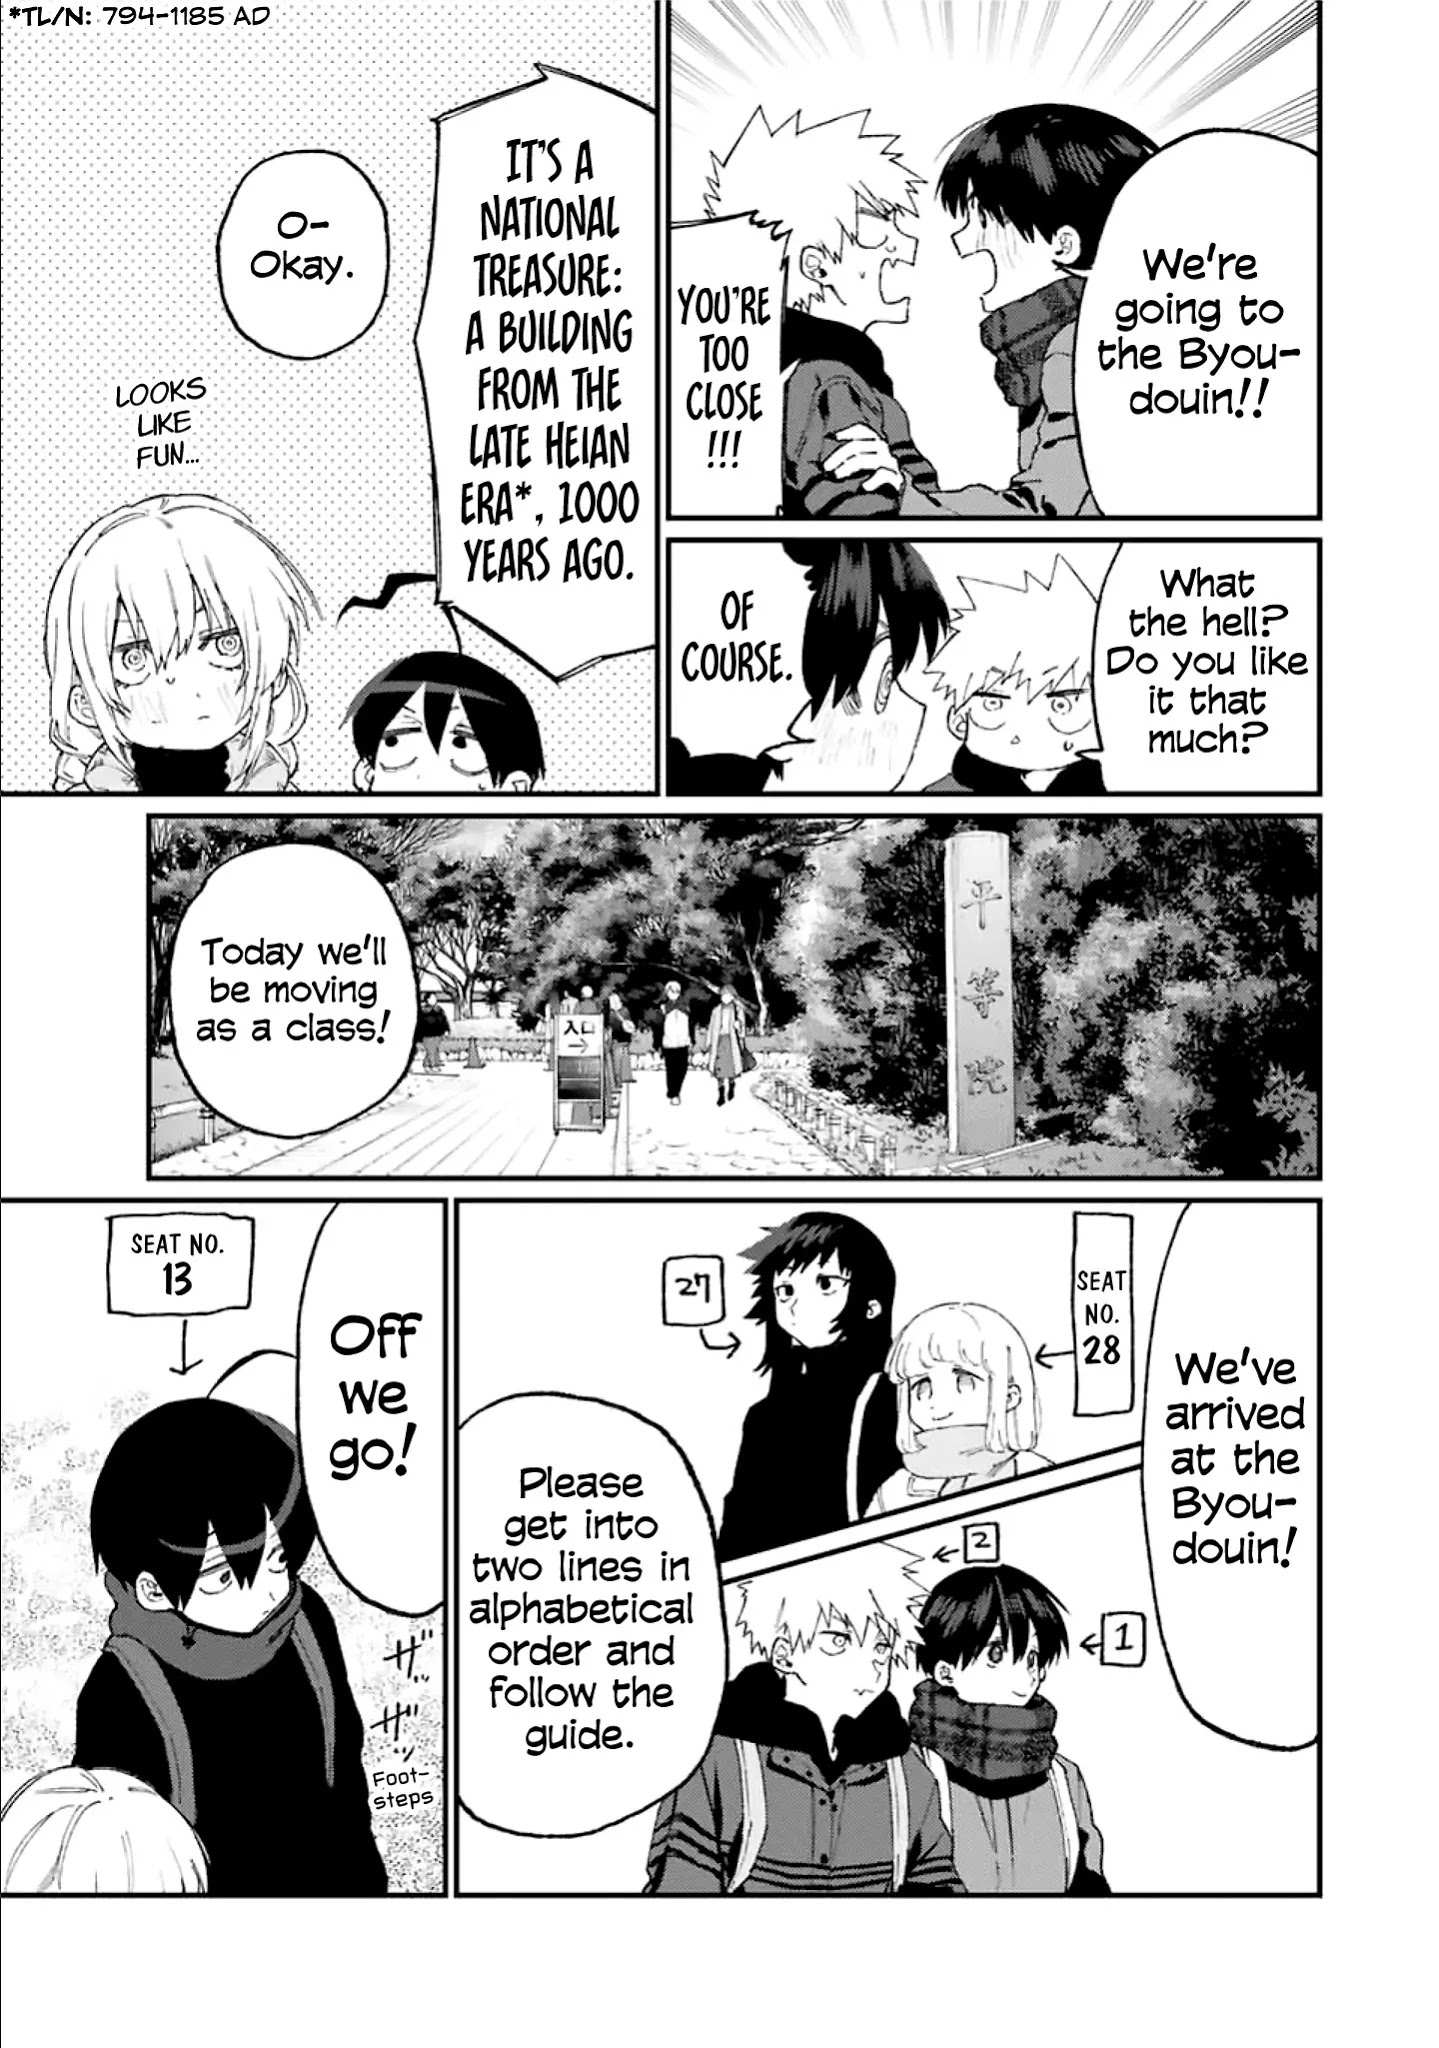 *TL/N: 794-1185 AD
We're
going to
the Byou-
douin!!
YOU'RE
TOO
CLOSE
!!!
What
the hell?
Do you like
it that
much?
OF
COURSE.
IT'S A
NATIONAL
TREASURE:
A BUILDING
FROM THE
LATE HEIAN
ERA*, 1000
YEARS AGO.
O-
Okay.
LOOKS
LIKE
FUN...
平等院
入口
→
Today we'll
be moving
as a class!
We've
arrived
at the
Byou-
douin!
SEAT
NO.
28
27
2
1
Please
get into
two lines in
alphabetical
order and
follow the
guide.
Off
we
go!
SEAT NO.
13
ザッ
ザッ
Foot-
steps